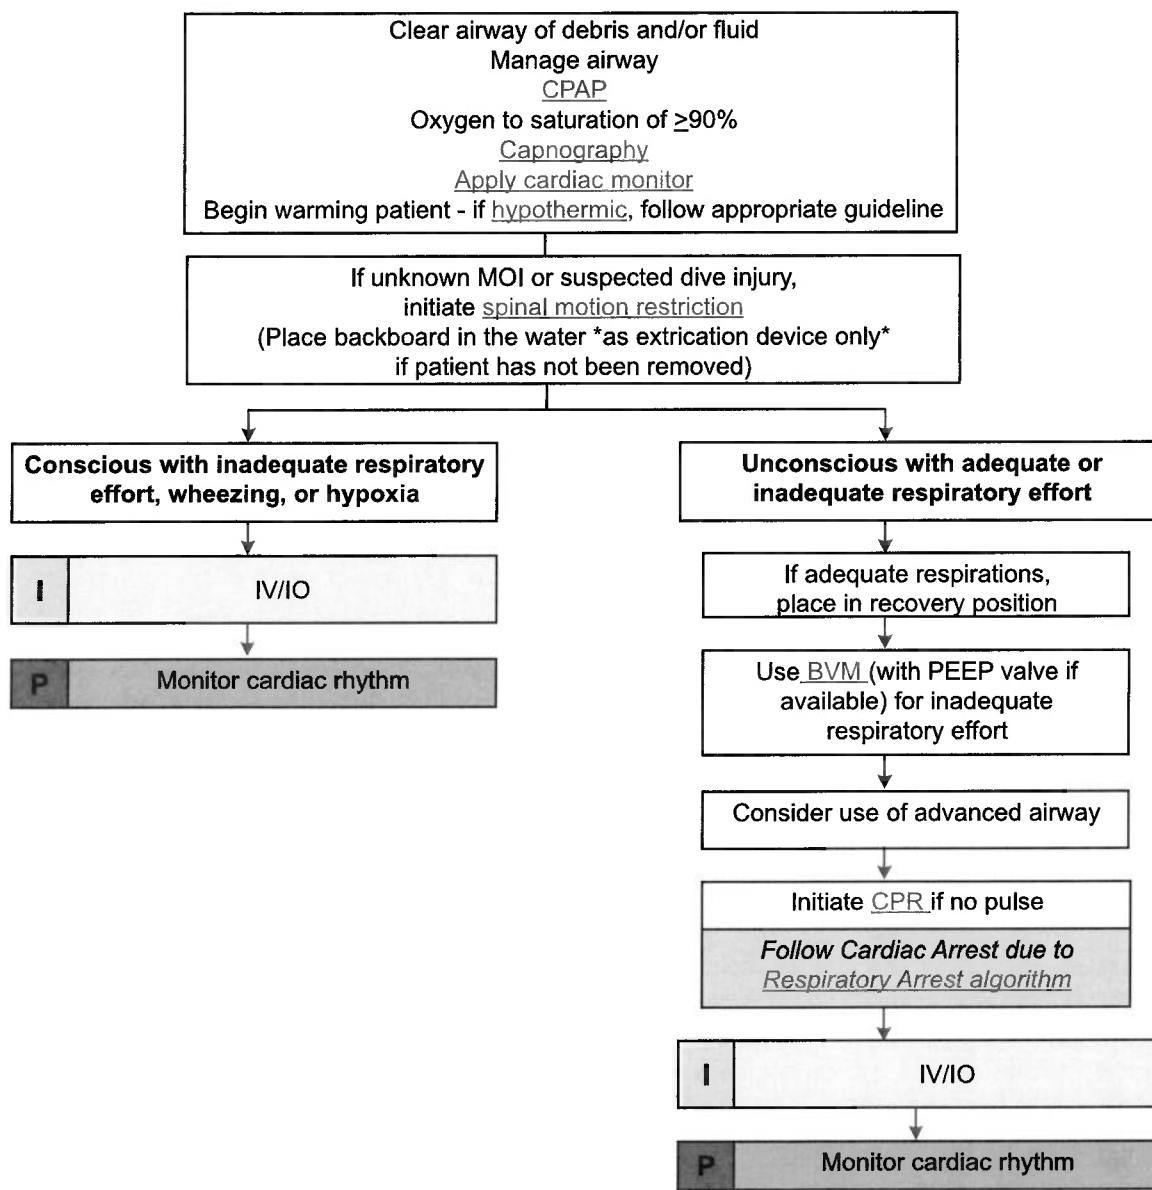 Clear airway of debris and/or fluid
Manage airway
CPAP
Oxygen to saturation of ≥90%
Capnography
Apply cardiac monitor
Begin warming patient - if hypothermic, follow appropriate guideline
If unknown MOI or suspected dive injury,
initiate spinal motion restriction
(Place backboard in the water *as extrication device only*
if patient has not been removed)
Conscious with inadequate respiratory
effort, wheezing, or hypoxia
I
IV/IO
P
Monitor cardiac rhythm
Unconscious with adequate or
inadequate respiratory effort
If adequate respirations,
place in recovery position
Use BVM (with PEEP valve if
available) for inadequate
respiratory effort
Consider use of advanced airway
Initiate CPR if no pulse
Follow Cardiac Arrest due to
Respiratory Arrest algorithm
I
IV/IO
P
Monitor cardiac rhythm